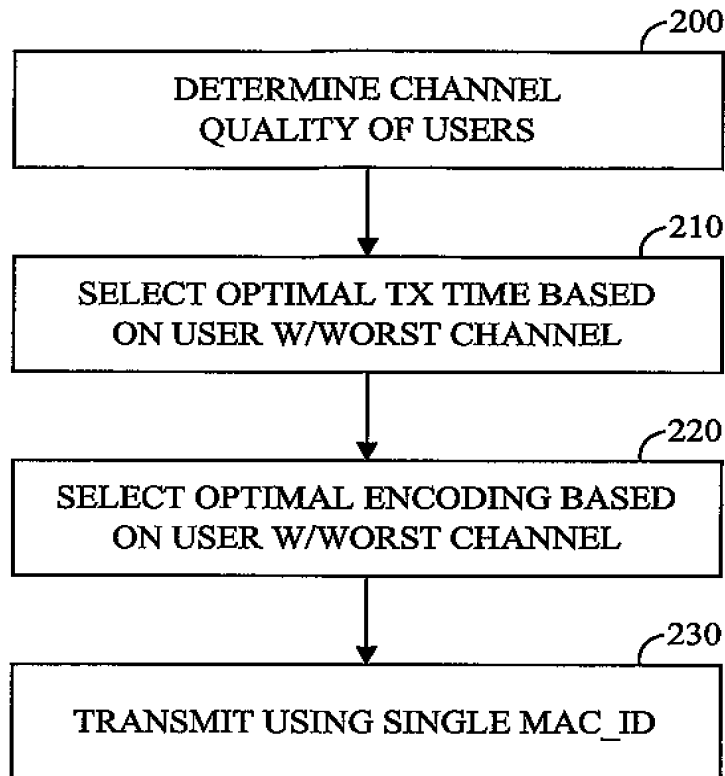 200
DETERMINE CHANNEL
QUALITY OF USERS
210
SELECT OPTIMAL TX TIME BASED
ON USER W/WORST CHANNEL
220
SELECT OPTIMAL ENCODING BASED
ON USER W/WORST CHANNEL
230
TRANSMIT USING SINGLE MAC_ID